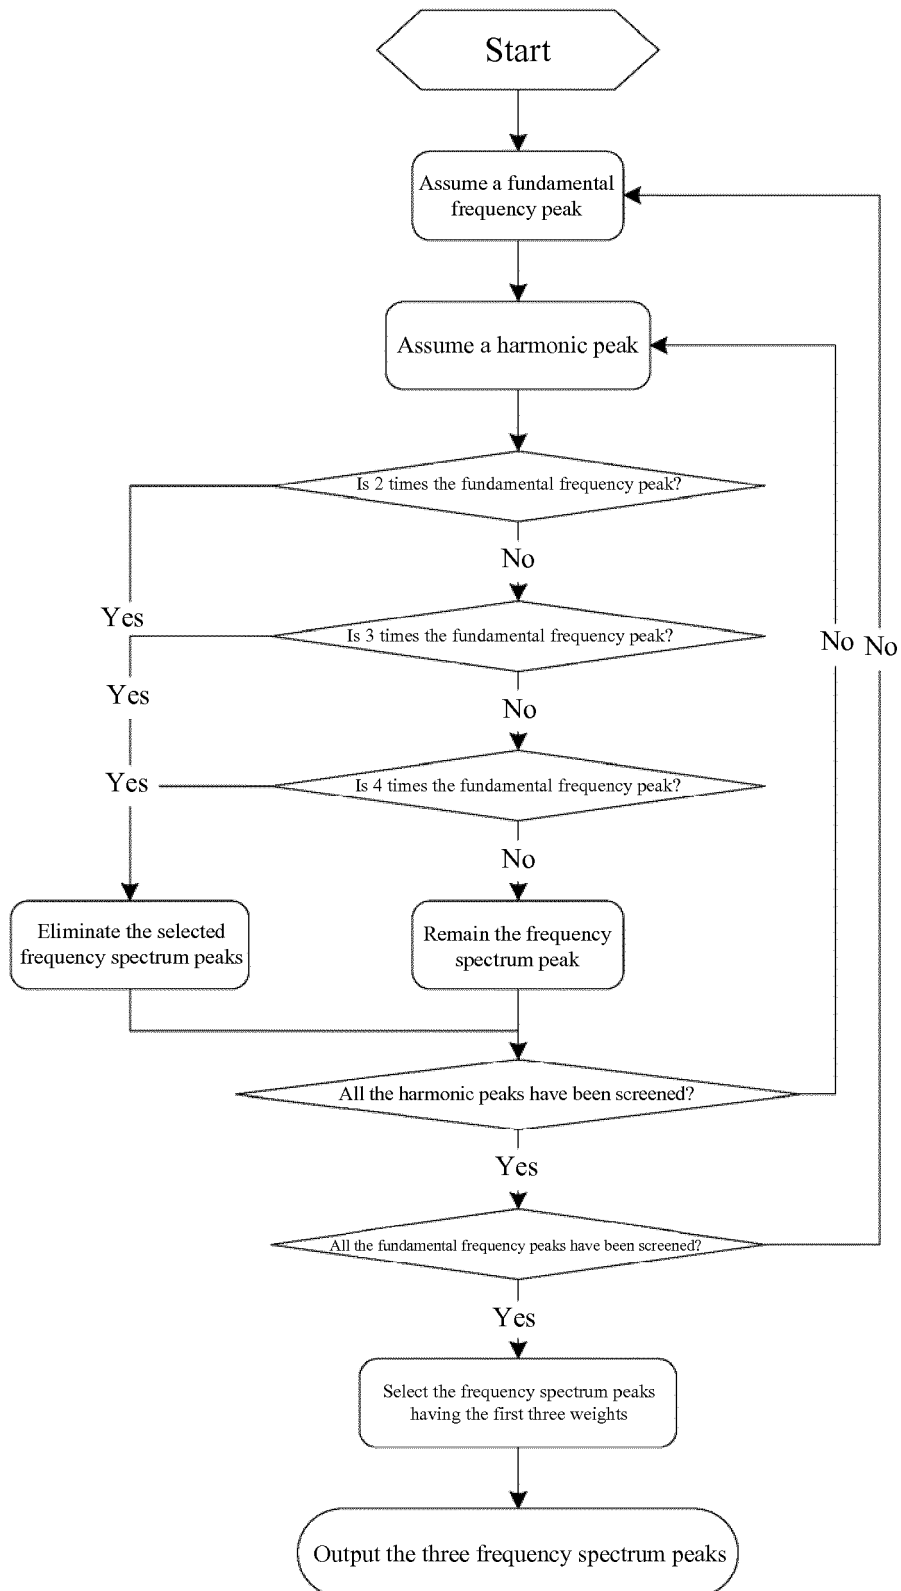 Start
Assume a fundamental
frequency peak
Assume a harmonic peak
Is 2 times the fundamental frequency peak?
No
Yes
Is 3 times the fundamental frequency peak?
No
No
Yes
No
Yes
Is 4 times the fundamental frequency peak?
No
Eliminate the selected
frequency spectrum peaks
Remain the frequency
spectrum peak
All the harmonic peaks have been screened?
Yes
All the fundamental frequency peaks have been screened?
Yes
Select the frequency spectrum peaks
having the first three weights
Output the three frequency spectrum peaks